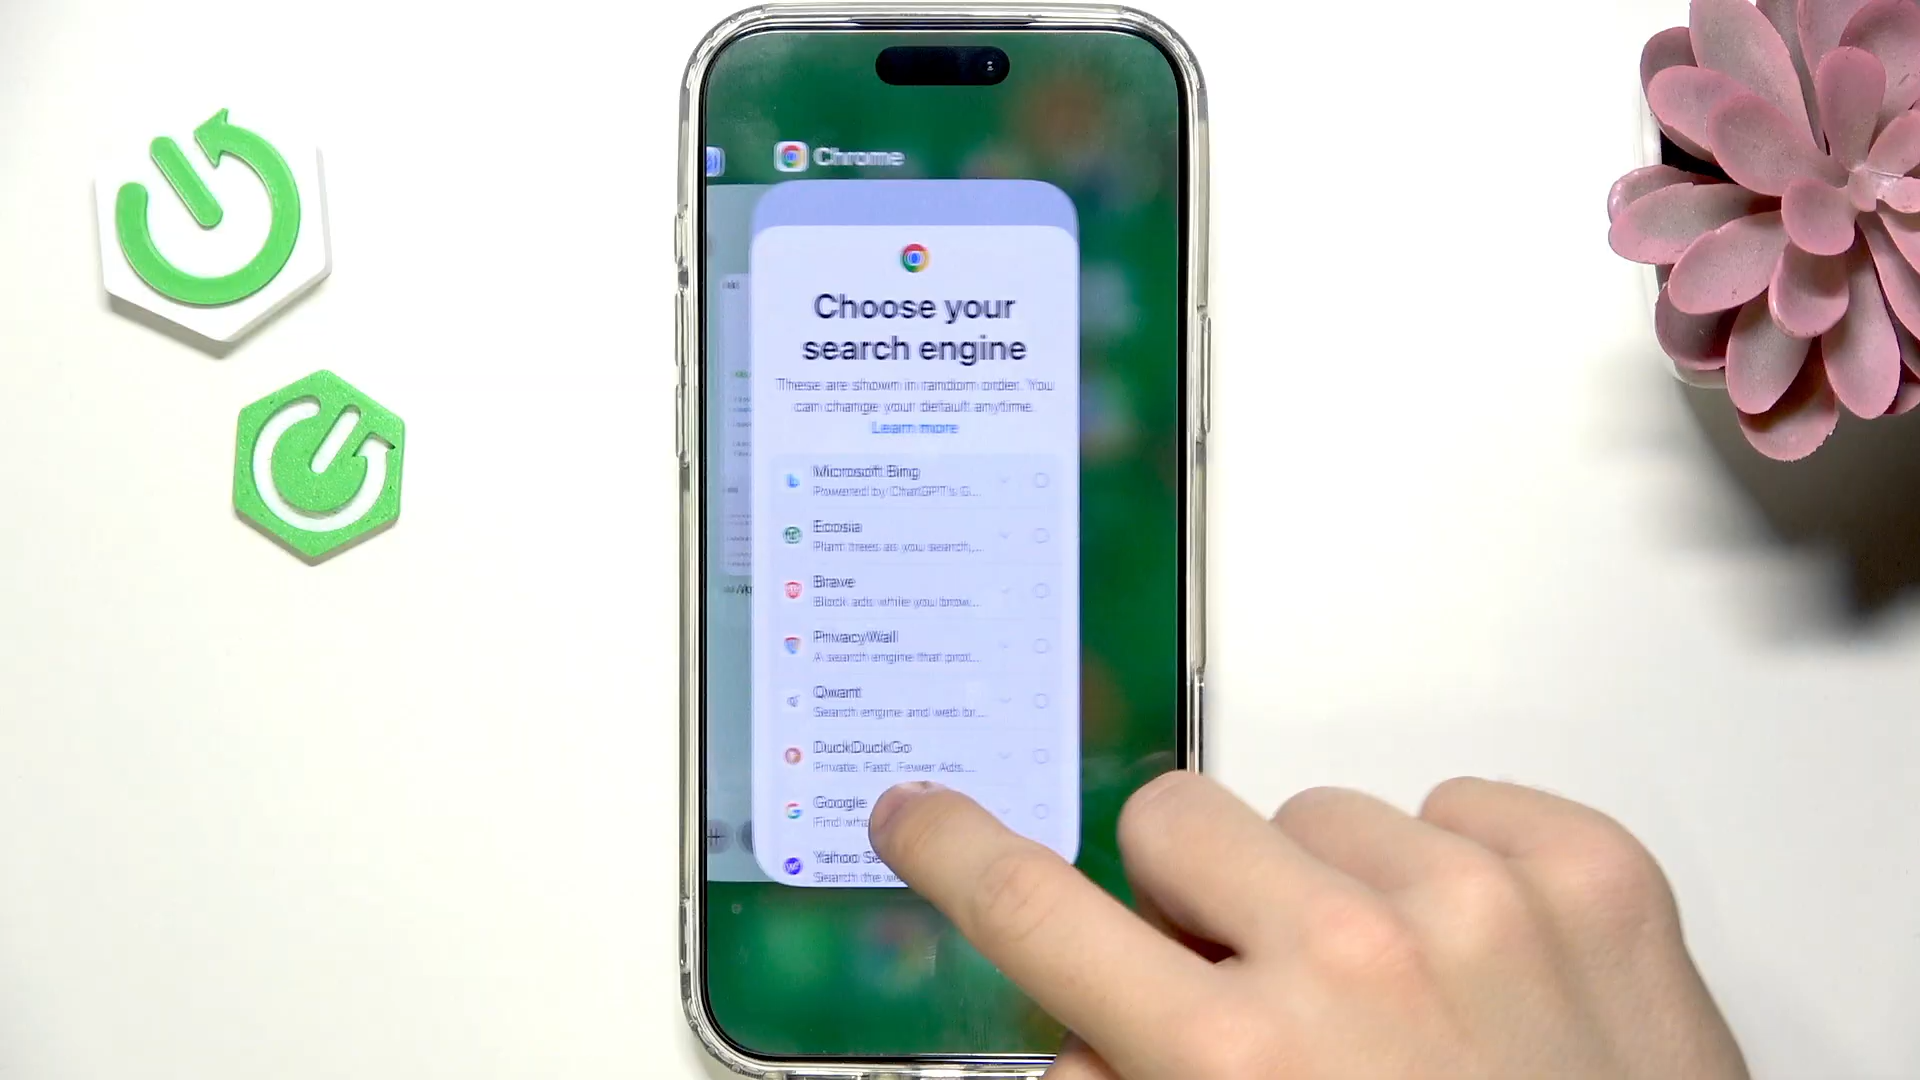 Chrome
Choose your
search engine
These are shown in random order. You
can change your default anytime.
Learn more
Microsoft Bing
Powered by ChatGPT's G...
Ecosia
Plant trees as you search,...
Brave
Block ads while you brow...
PrivacyWall
A search engine that prot...
Qwant
Search engine and web br...
DuckDuckGo
Private. Fast. Fewer Ads....
Google
Find wha
Yahoo Se
Search the we